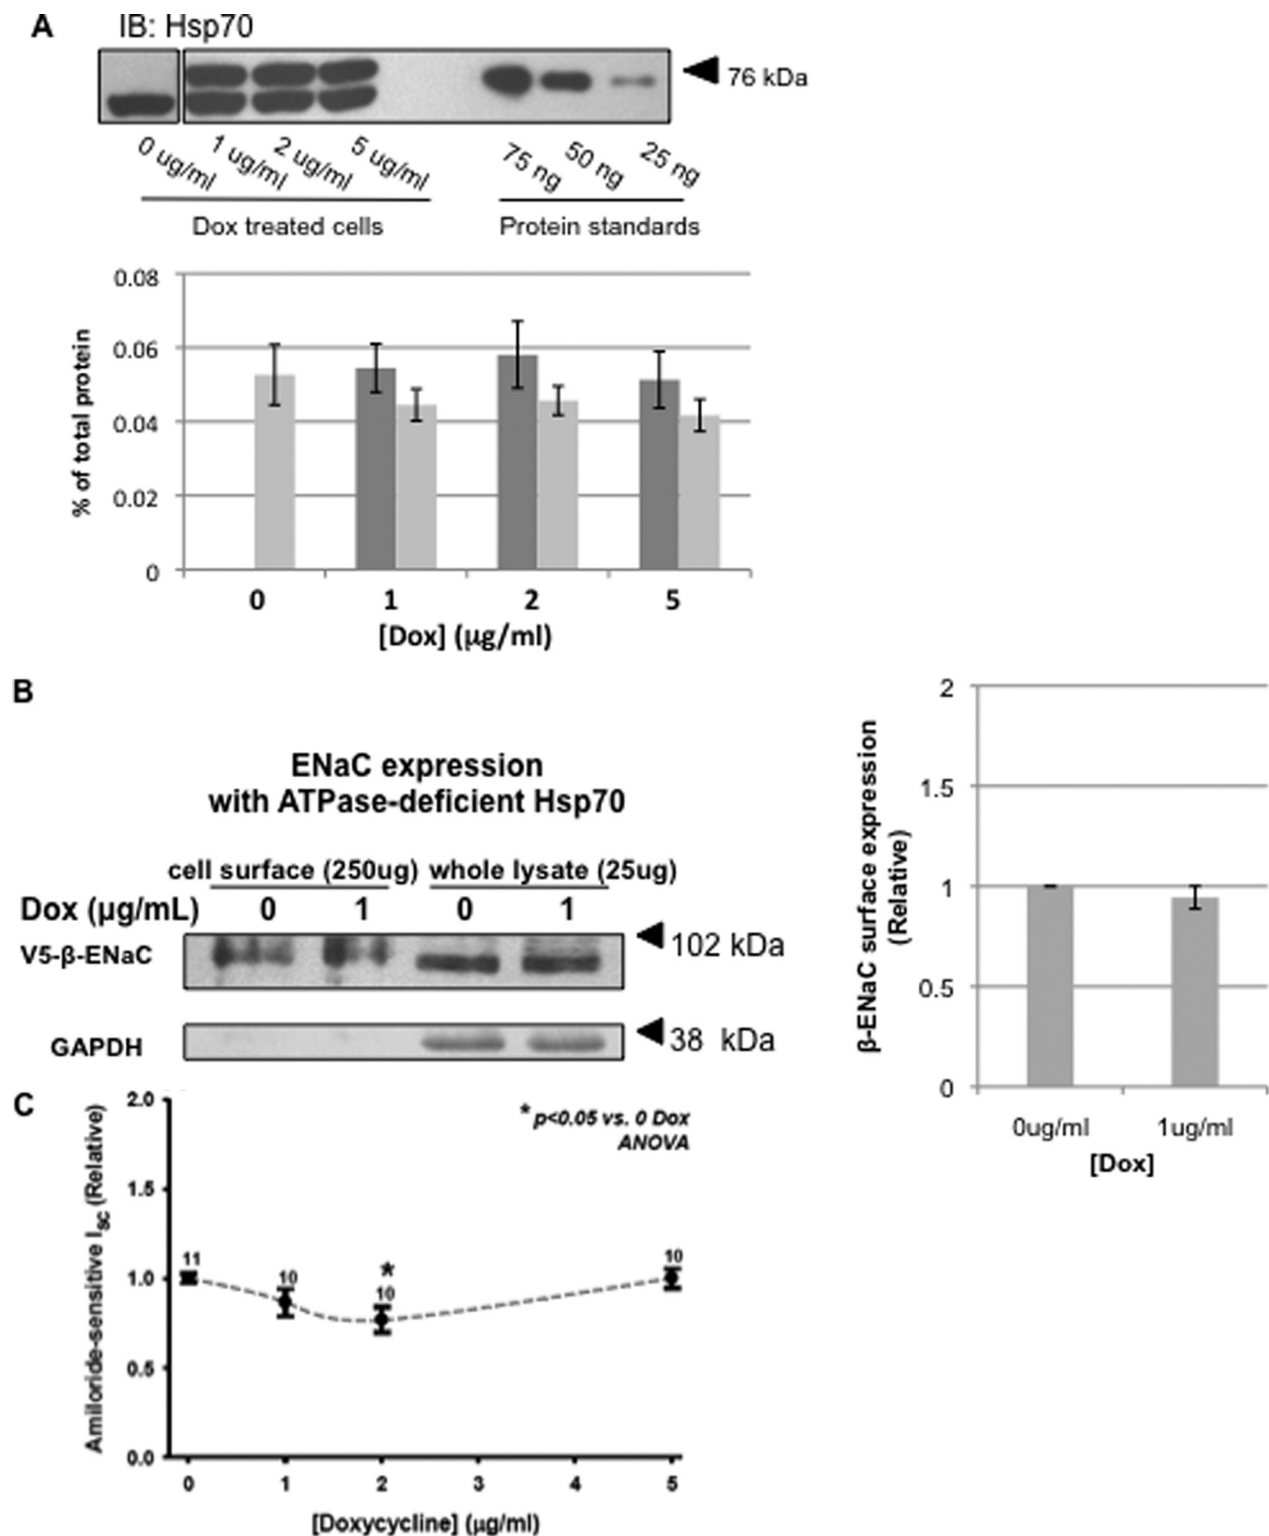 A
IB: Hsp70
76 kDa
0 ug/ml
1 ug/ml
2 ug/ml
5 ug/ml
75 ng
50 ng
25 ng
Dox treated cells
Protein standards
0.08
0.06
0.04
0.02
0
% of total protein
0 1 2 5
[Dox] (µg/ml)
B
ENaC expression
with ATPase-deficient Hsp70
cell surface (250ug) whole lysate (25ug)
Dox (µg/mL) 0 1 0 1
V5-β-ENaC
102 kDa
GAPDH
38 kDa
2
1.5
1
0.5
0
β-ENaC surface expression
(Relative)
0ug/ml 1ug/ml
[Dox]
C
2.0
1.5
1.0
0.5
0.0
Amiloride-sensitive Isc (Relative)
* p<0.05 vs. 0 Dox
ANOVA
11
10
*
10
10
0 1 2 3 4 5
[Doxycycline] (µg/ml)